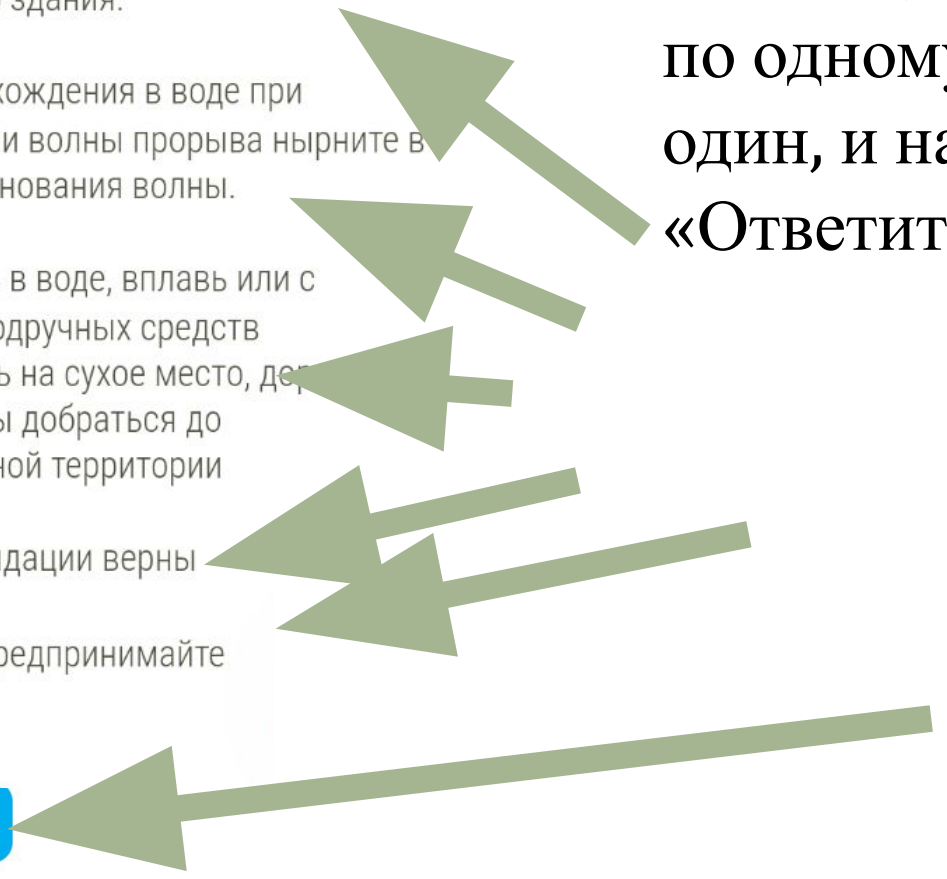 здания.
хождения в воде при
и волны прорыва нырните в
нования волны.
в воде, вплавь или с
одручных средств
ь на сухое место,
ы добраться до
ной территории
дации верны
редпринимайте
по одному
один, и на
«Ответит